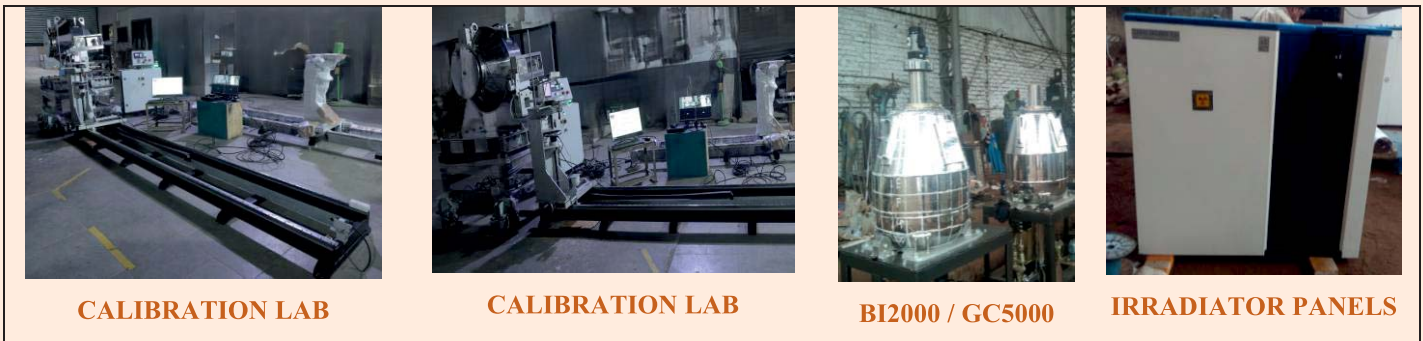 CALIBRATION LAB
CALIBRATION LAB
BI2000 / GC5000
IRRADIATOR PANELS